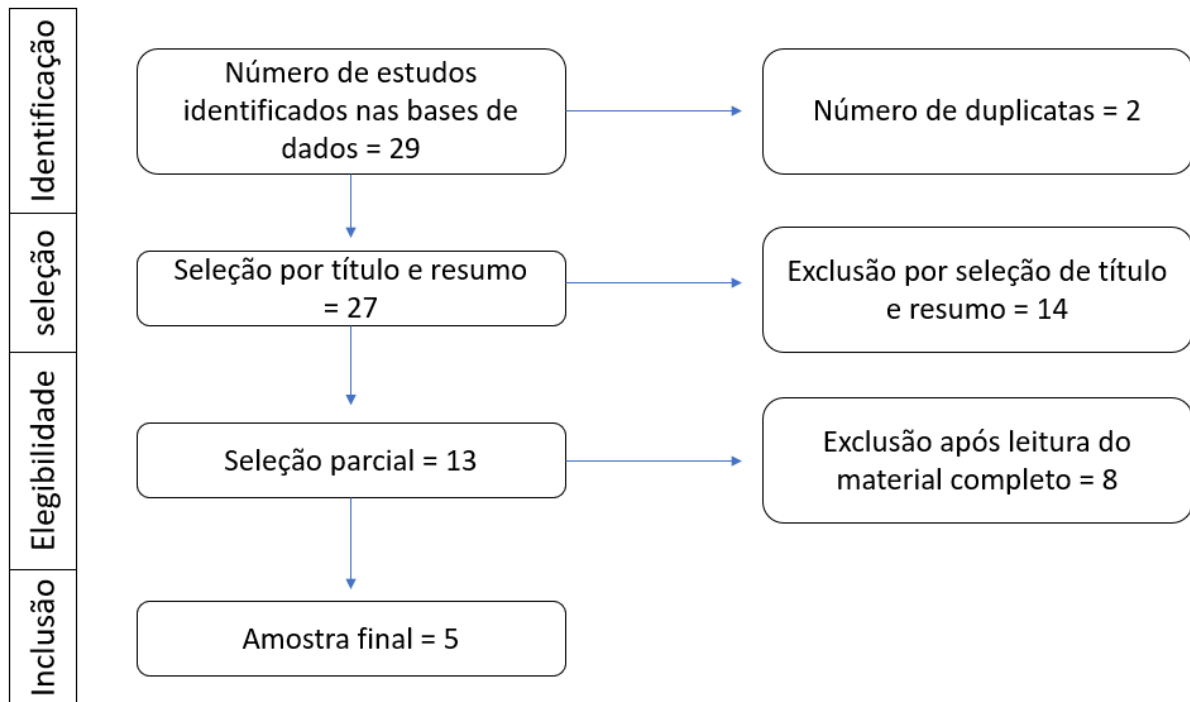 Identificação
Número de estudos
identificados nas bases de
dados = 29
Número de duplicatas = 2
seleção
Seleção por título e resumo
= 27
Exclusão por seleção de título
e resumo = 14
Elegibilidade
Seleção parcial = 13
Exclusão após leitura do
material completo = 8
Inclusão
Amostra final = 5